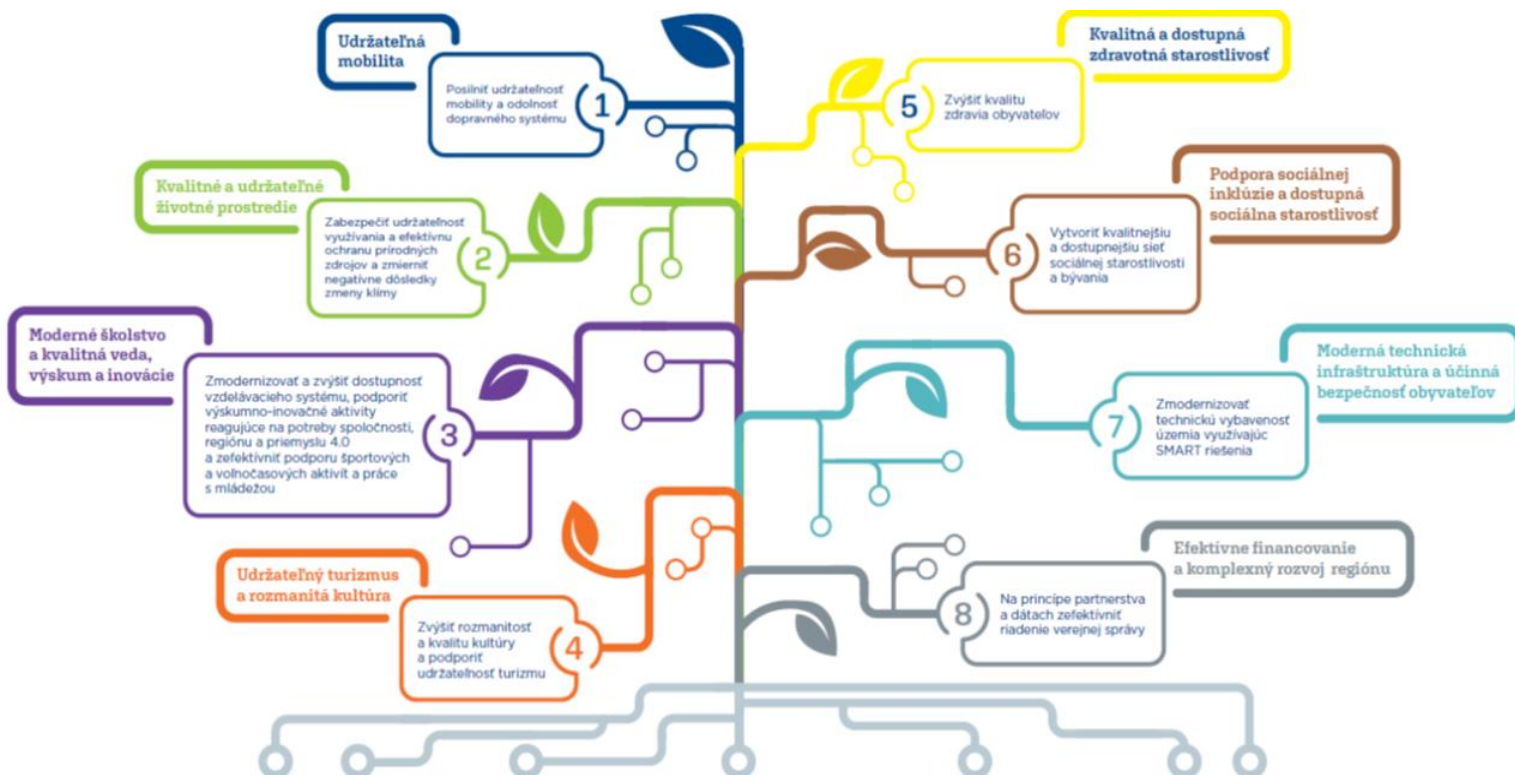 Udržateľná
mobilita
1
Posilniť udržateľnosť
mobility a odolnosť
dopravného systému
Kvalitné a udržateľné
životné prostredie
2
Zabezpečiť udržateľnosť
využívania a efektívnu
ochranu prírodných
zdrojov a zmierniť
negatívne dôsledky
zmeny klímy
Moderné školstvo
a kvalitná veda,
výskum a inovácie
3
Zmodernizovať a zvýšiť dostupnosť
vzdelávacieho systému, podporiť
výskumno-inovačné aktivity
reagujúce na potreby spoločnosti,
regiónu a priemyslu 4.0
a zefektívniť podporu športových
a voľnočasových aktivít a práce
s mládežou
Udržateľný turizmus
a rozmanitá kultúra
4
Zvýšiť rozmanitosť
a kvalitu kultúry
a podporiť
udržateľnosť turizmu
Kvalitná a dostupná
zdravotná starostlivosť
5
Zvýšiť kvalitu
zdravia obyvateľov
Podpora sociálnej
inklúzie a dostupná
sociálna starostlivosť
6
Vytvoriť kvalitnejšiu
a dostupnejšiu sieť
sociálnej starostlivosti
a bývania
Moderná technická
infraštruktúra a účinná
bezpečnosť obyvateľov
7
Zmodernizovať
technickú vybavenosť
územia využívajúc
SMART riešenia
Efektívne financovanie
a komplexný rozvoj regiónu
8
Na princípe partnerstva
a dátach zefektívniť
riadenie verejnej správy